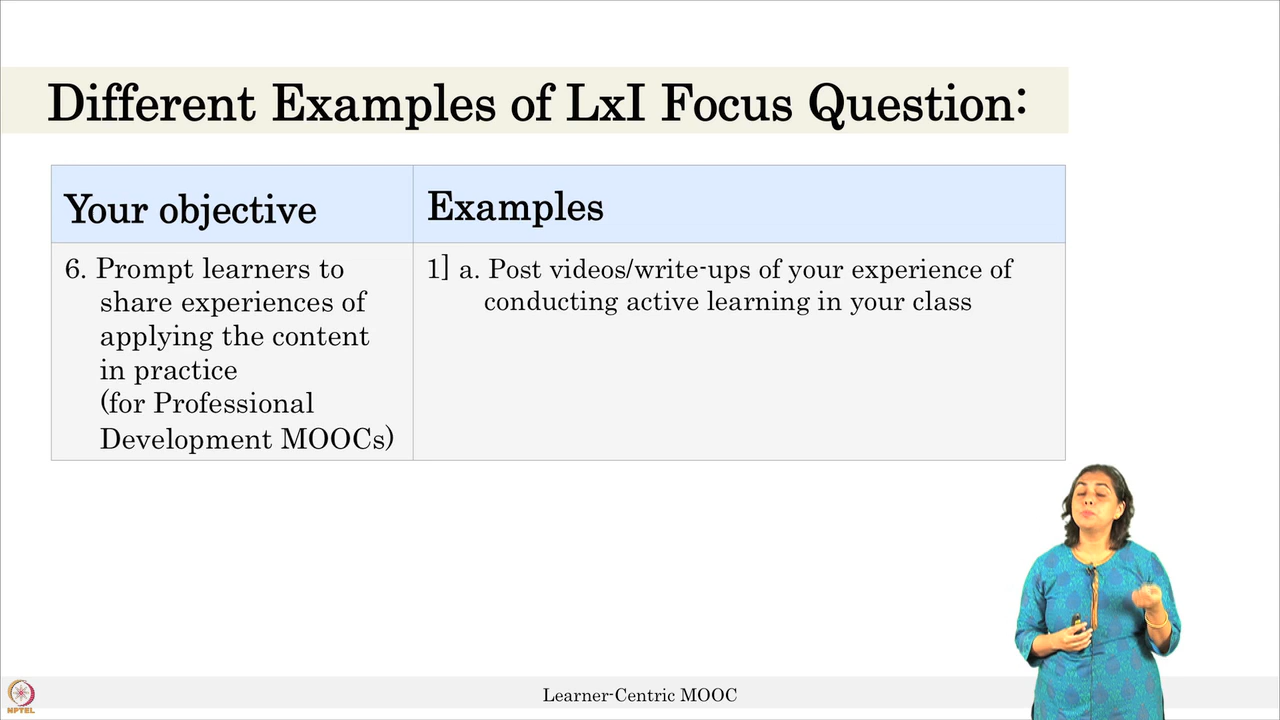 Different Examples of LxI Focus Question:
Your objective
Examples
6. Prompt learners to
share experiences of
applying the content
in practice
(for Professional
Development MOOCs)
1] a. Post videos/write-ups of your experience of
conducting active learning in your class
Learner-Centric MOOC
NPTEL